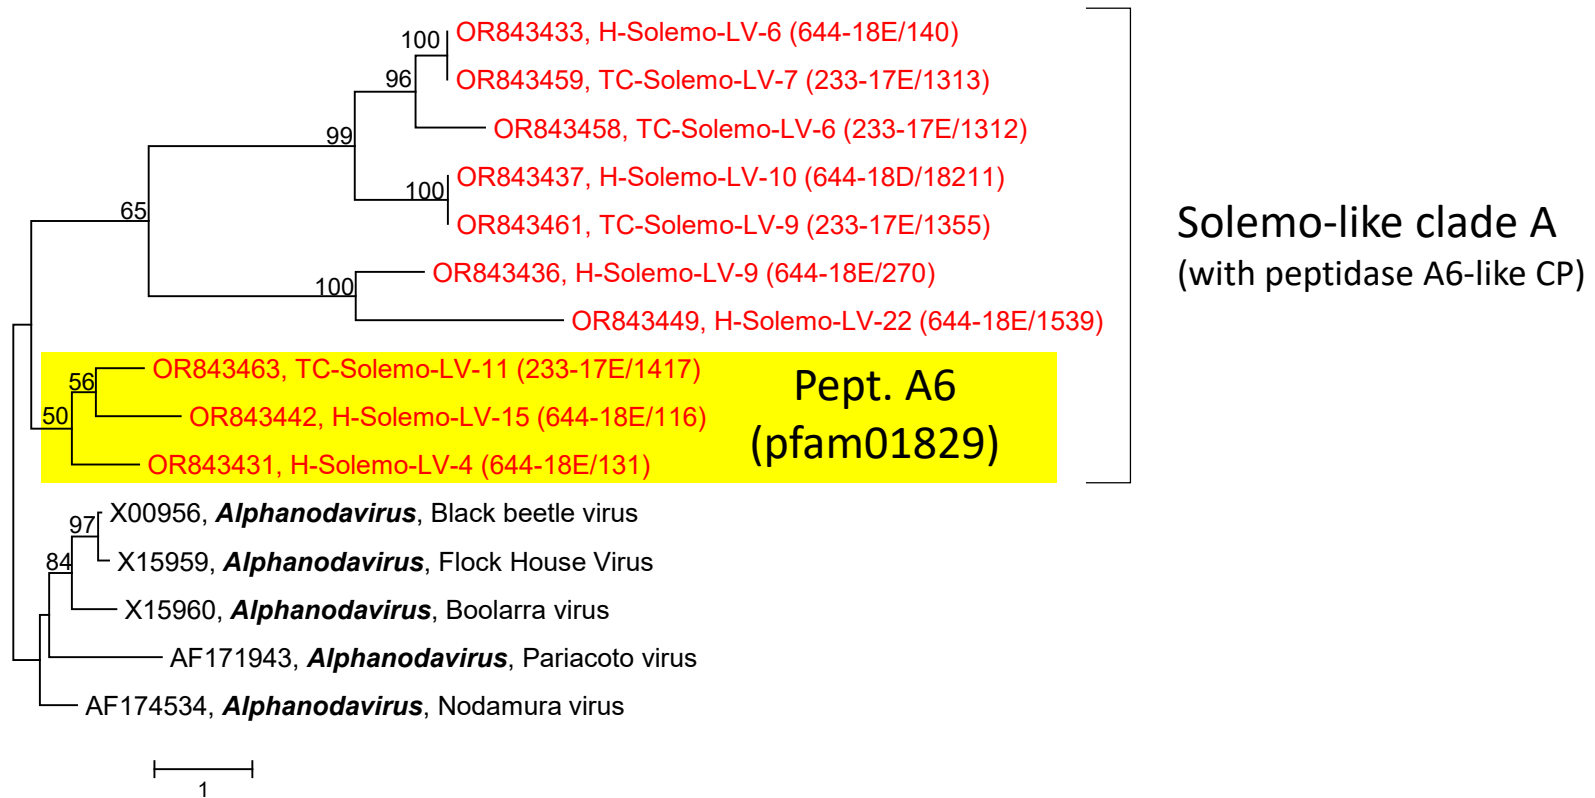 100
OR843433, H-Solemo-LV-6 (644-18E/140)
96
OR843459, TC-Solemo-LV-7 (233-17E/1313)
99
OR843458, TC-Solemo-LV-6 (233-17E/1312)
100
OR843437, H-Solemo-LV-10 (644-18D/18211)
65
OR843461, TC-Solemo-LV-9 (233-17E/1355)
Solemo-like clade A
(with peptidase A6-like CP)
OR843436, H-Solemo-LV-9 (644-18E/270)
100
OR843449, H-Solemo-LV-22 (644-18E/1539)
56
OR843463, TC-Solemo-LV-11 (233-17E/1417)
50
OR843442, H-Solemo-LV-15 (644-18E/116)
OR843431, H-Solemo-LV-4 (644-18E/131)
Pept. A6
(pfam01829)
97
X00956, Alphanodavirus, Black beetle virus
84
X15959, Alphanodavirus, Flock House Virus
X15960, Alphanodavirus, Boolarra virus
AF171943, Alphanodavirus, Pariacoto virus
AF174534, Alphanodavirus, Nodamura virus
1